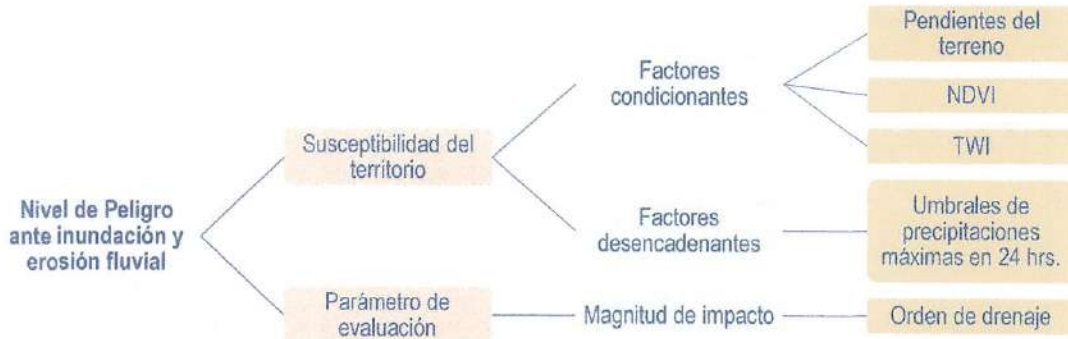 Pendientes del
terreno
Factores
condicionantes
NDVI
TWI
Susceptibilidad del
territorio
Nivel de Peligro
ante inundación y
erosión fluvial
Factores
desencadenantes
Umbrales de
precipitaciones
máximas en 24 hrs.
Parámetro de
evaluación
Magnitud de impacto
Orden de drenaje